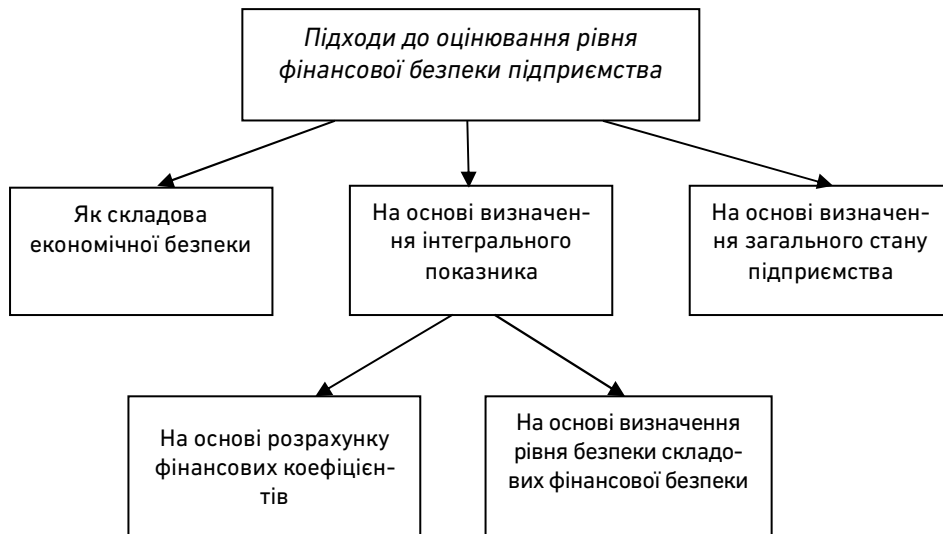 Підходи до оцінювання рівня
фінансової безпеки підприємства
Як складова
економічної безпеки
На основі визначен-
ня інтегрального
показника
На основі визначен-
ня загального стану
підприємства
На основі розрахунку
фінансових коефіцієн-
тів
На основі визначення
рівня безпеки складо-
вих фінансової безпеки